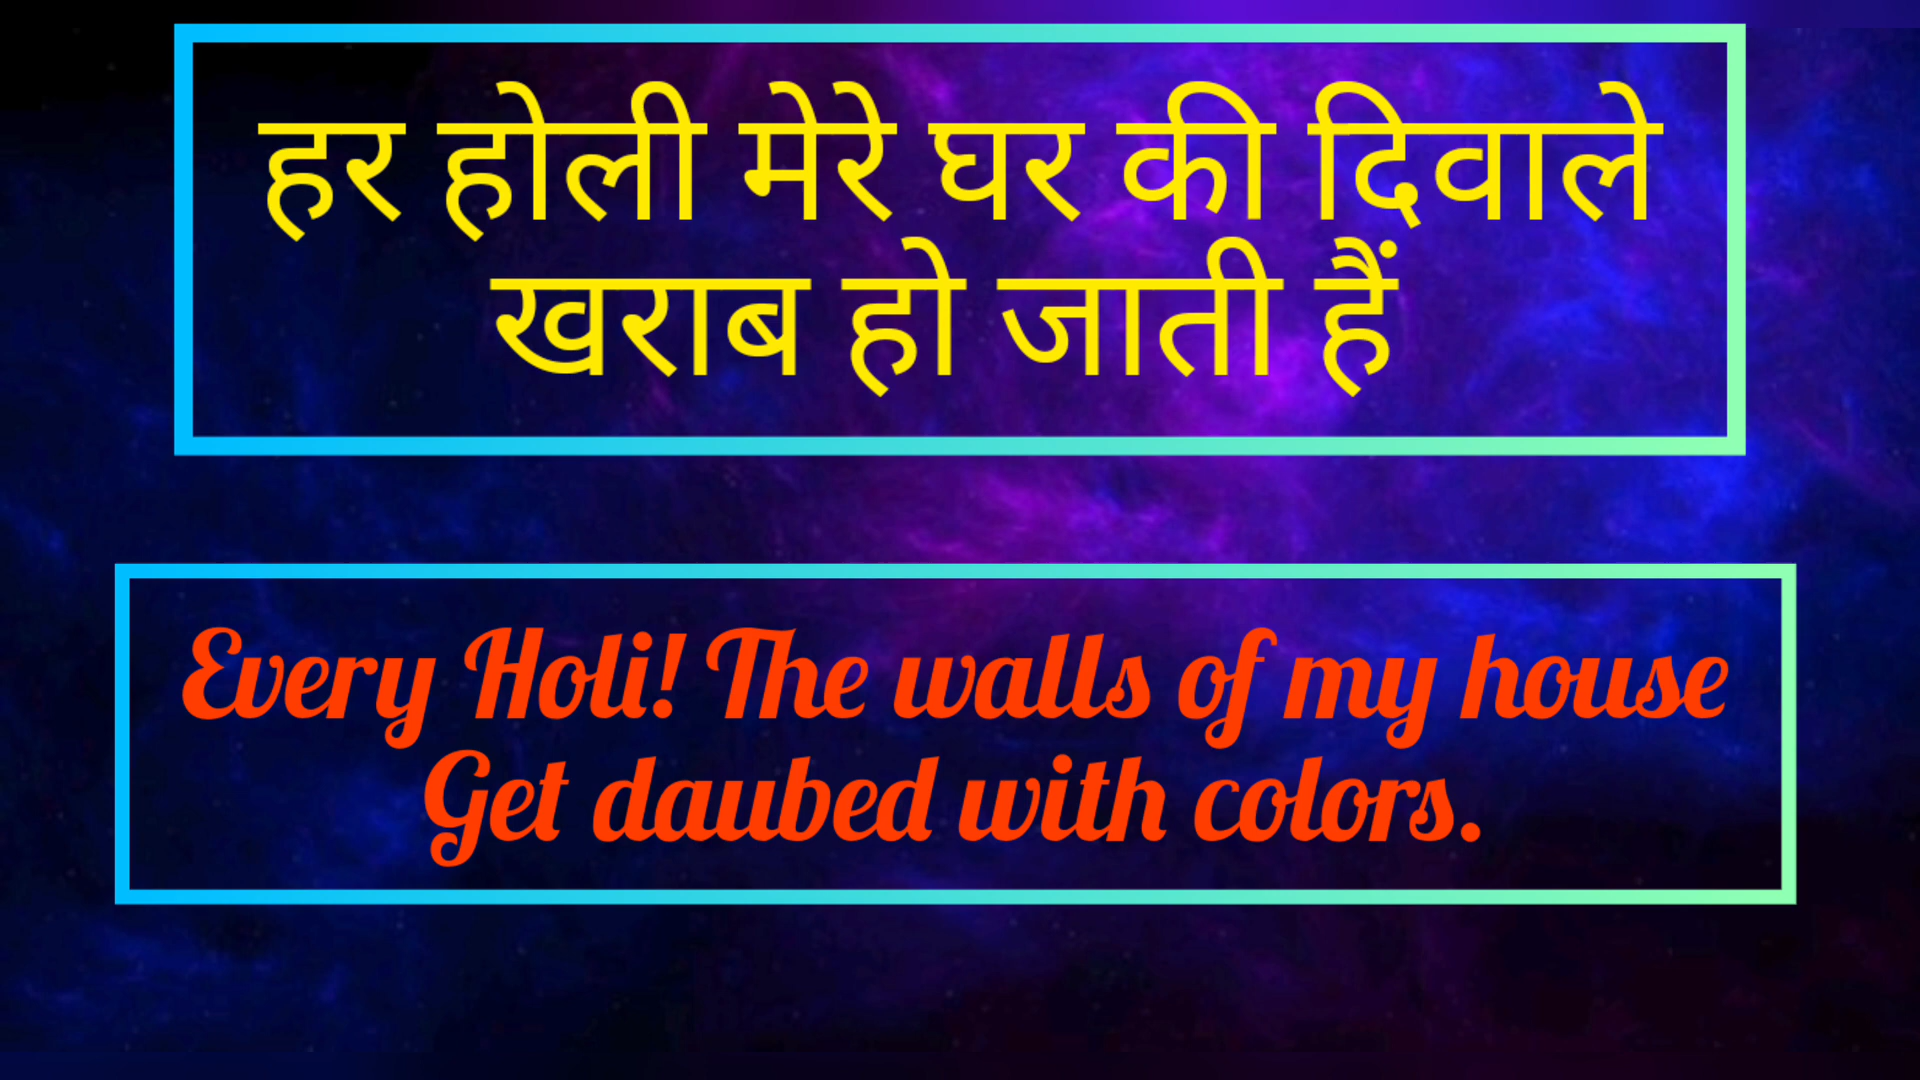 हर होली मेरे घर की दिवाले
खराब हो जाती हैं
Every Holi! The walls of my house
Get daubed with colors.